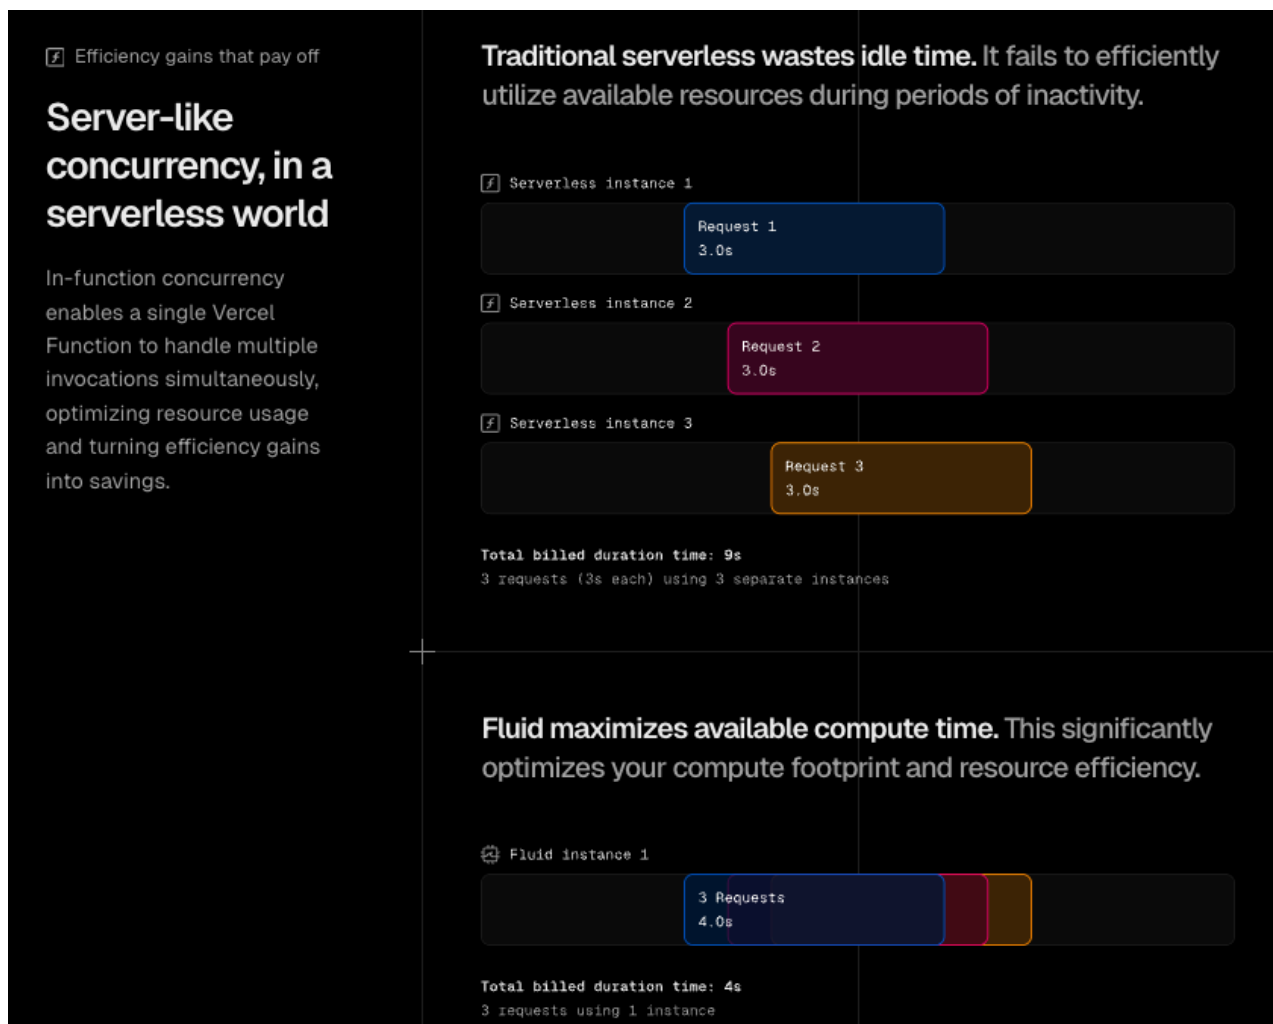 Efficiency gains that pay off
Server-like
concurrency, in a
serverless world
In-function concurrency
enables a single Vercel
Function to handle multiple
invocations simultaneously,
optimizing resource usage
and turning efficiency gains
into savings.
Traditional serverless wastes idle time. It fails to efficiently
utilize available resources during periods of inactivity.
Serverless instance 1
Request 1
3.0s
Serverless instance 2
Request 2
3.0s
Serverless instance 3
Request 3
3.0s
Total billed duration time: 9s
3 requests (3s each) using 3 separate instances
Fluid maximizes available compute time. This significantly
optimizes your compute footprint and resource efficiency.
Fluid instance 1
3 Requests
4.0s
Total billed duration time: 4s
3 requests using 1 instance